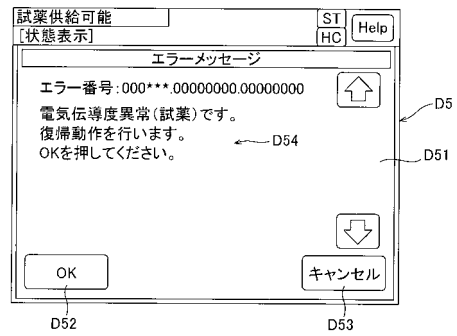 試薬供給可能
ST
[状態表示]
HC
Help
エラーメッセージ
エラー番号:000***.00000000.00000000
電気伝導度異常(試薬)です。
復帰動作を行います。
OKを押してください。
D5
D54
D51
OK
キャンセル
D52
D53